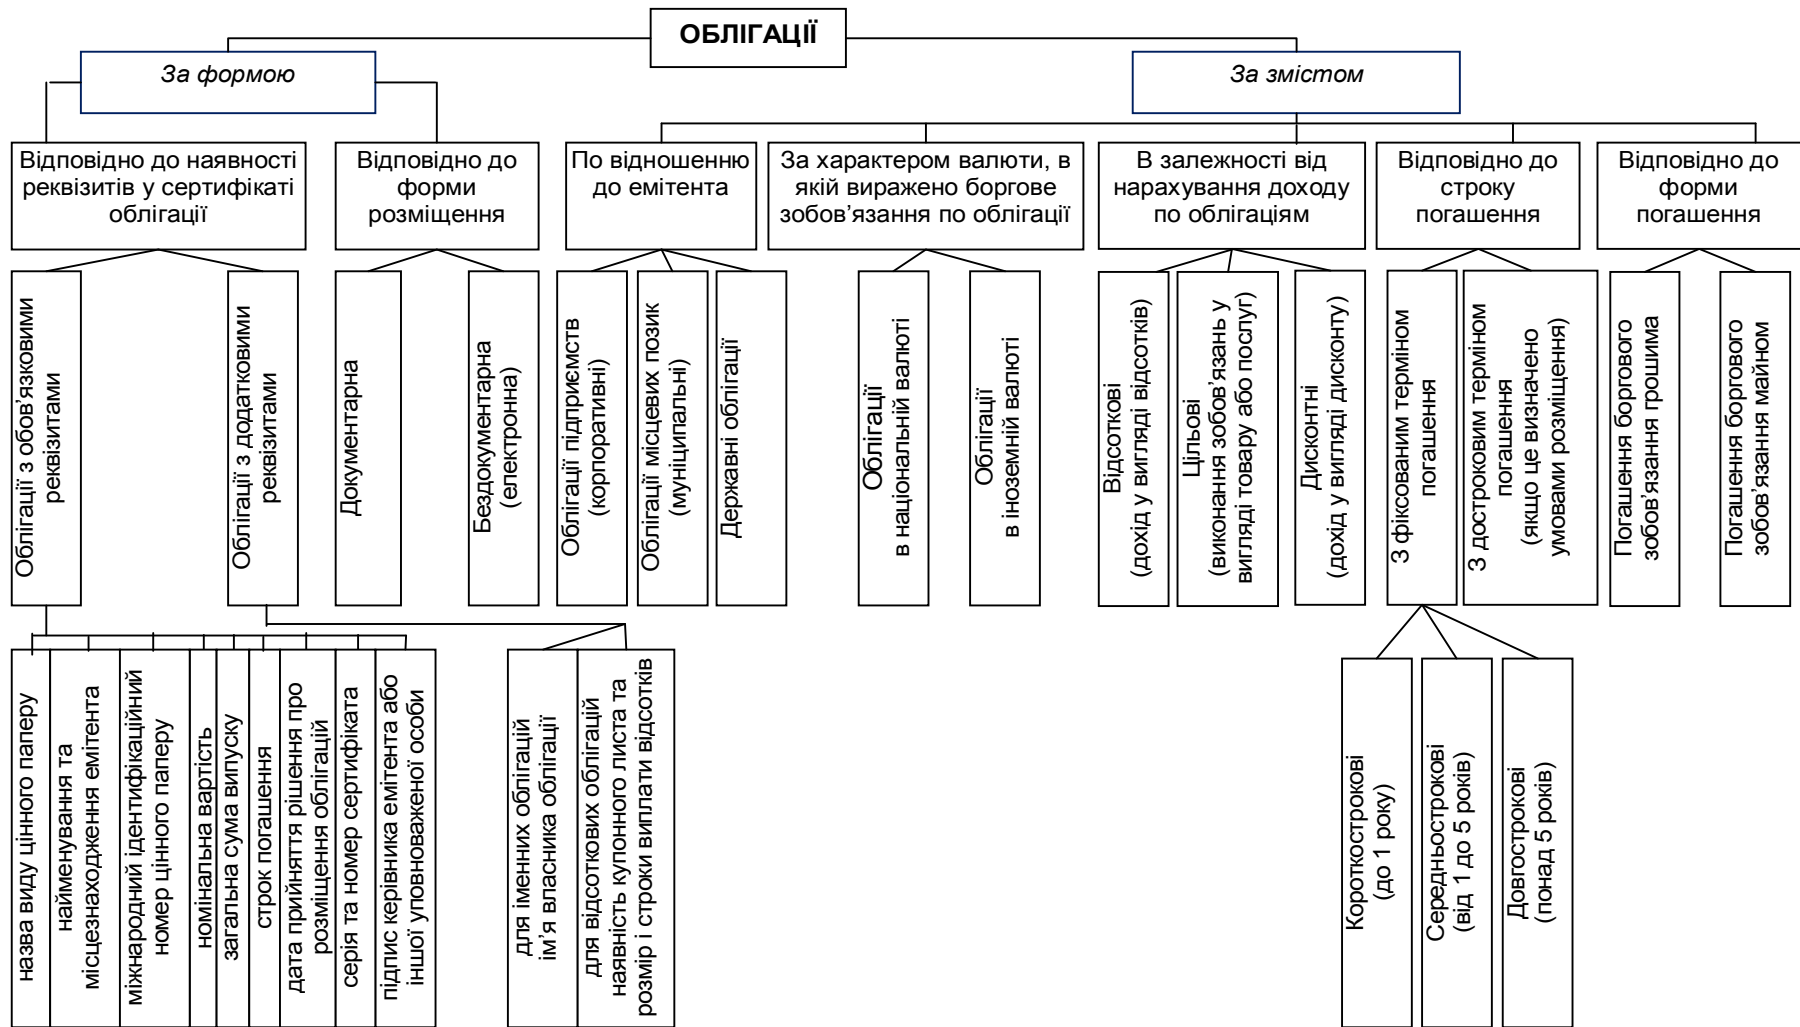 ОБЛІГАЦІЇ
За формою
За змістом
Відповідно до наявності
реквізитів у сертифікаті
облігації
Відповідно до
форми
розміщення
По відношенню
до емітента
За характером валюти, в
якій виражено боргове
зобов’язання по облігації
В залежності від
нарахування доходу
по облігаціям
Відповідно до
строку
погашення
Відповідно до
форми
погашення
Облігації з обов’язковими
реквізитами
Облігації з додатковими
реквізитами
Документарна
Бездокументарна
(електронна)
Облігації підприємств
(корпоративні)
Облігації місцевих позик
(муніципальні)
Державні облігації
Облігації
в національній валюті
Облігації
в іноземній валюті
Відсоткові
(дохід у вигляді відсотків)
Цільові
(виконання зобов’язань у
вигляді товару або послуг)
Дисконтні
(дохід у вигляді дисконту)
З фіксованим терміном
погашення
З достроковим терміном
погашення
(якщо це визначено
умовами розміщення)
Погашення боргового
зобов’язання грошима
Погашення боргового
зобов’язання майном
назва виду цінного паперу
найменування та
місцезнаходження емітента
міжнародний ідентифікаційний
номер цінного паперу
номінальна вартість
загальна сума випуску
строк погашення
дата прийняття рішення про
розміщення облігацій
серія та номер сертифіката
підпис керівника емітента або
іншої уповноваженої особи
для іменних облігацій
ім’я власника облігації
для відсоткових облігацій
наявність купонного листа та
розмір і строки виплати відсотків
Короткострокові
(до 1 року)
Середньострокові
(від 1 до 5 років)
Довгострокові
(понад 5 років)